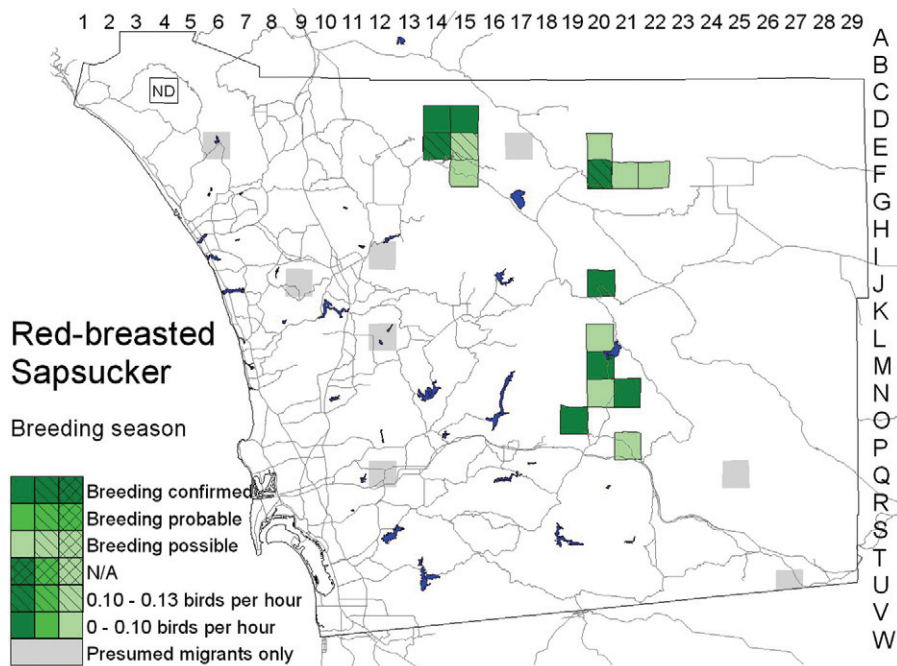 1 2 3 4 5 6 7 8 9 10 11 12 13 14 15 16 17 18 19 20 21 22 23 24 25 26 27 28 29
A
B
C
D
E
F
G
H
I
J
K
L
M
N
O
P
Q
R
S
T
U
V
W
ND
Red-breasted
Sapsucker
Breeding season
Breeding confirmed
Breeding probable
Breeding possible
N/A
0.10 - 0.13 birds per hour
0 - 0.10 birds per hour
Presumed migrants only